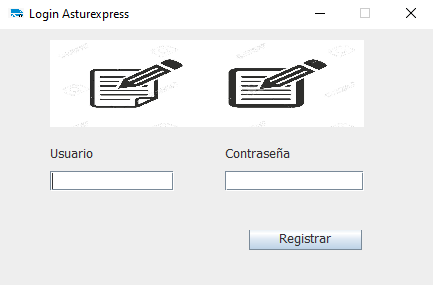 Login Asturexpress
Usuario
Contraseña
Registrar